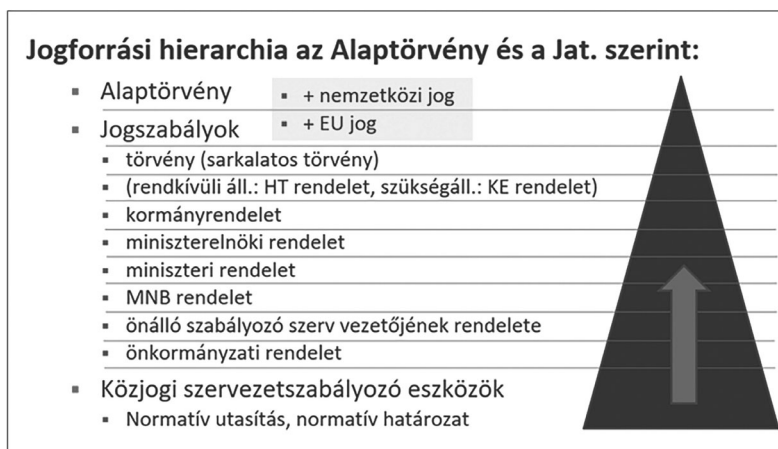 Jogforrási hierarchia az Alaptörvény és a Jat. szerint:
▪ Alaptörvény
▪ + nemzetközi jog
▪ + EU jog
▪ Jogszabályok
▪ törvény (sarkalatos törvény)
▪ (rendkívüli áll.: HT rendelet, szükségáll.: KE rendelet)
▪ kormányrendelet
▪ miniszterelnöki rendelet
▪ miniszteri rendelet
▪ MNB rendelet
▪ önálló szabályozó szerv vezetőjének rendelete
▪ önkormányzati rendelet
▪ Közjogi szervezetszabályozó eszközök
▪ Normatív utasítás, normatív határozat